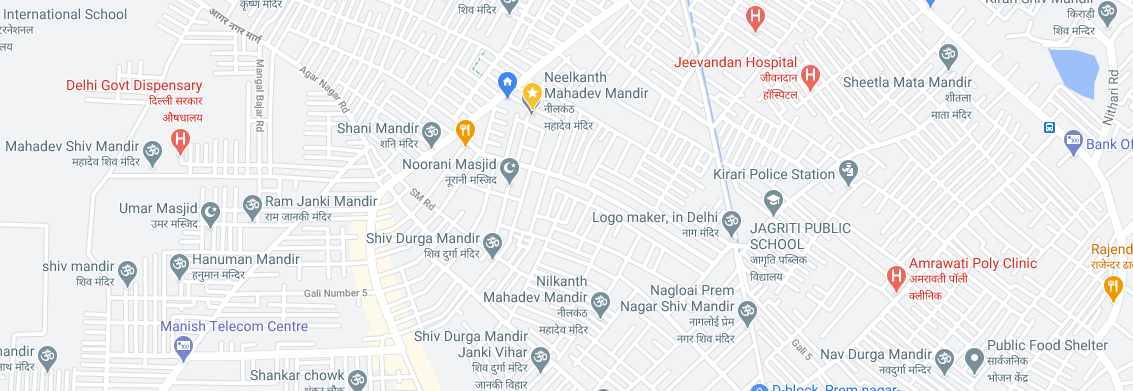 International School
कृष्ण मंदिर
शिव मंदिर
Kirari Shiv Mandir
किराड़ी
शिव मन्दिर
अगर नगर मार्ग
Agar Nagar Rd
Mangal Bajar Rd
Delhi Govt Dispensary
दिल्ली सरकार
औषधालय
Jeevandan Hospital
जीवनदान
हॉस्पिटल
Neelkanth
Mahadev Mandir
नीलकंठ
महादेव मंदिर
Sheetla Mata Mandir
शीतला
माता मंदिर
Nithari Rd
Shani Mandir
शनि मंदिर
Mahadev Shiv Mandir
महादेव शिव मंदिर
Noorani Masjid
नूरानी मस्जिद
Bank Of
Kirari Police Station
SM Rd
Umar Masjid
उमर मस्जिद
Ram Janki Mandir
राम जानकी मंदिर
Logo maker, in Delhi
नाग मंदिर
JAGRITI PUBLIC
SCHOOL
जागृति पब्लिक
विद्यालय
Shiv Durga Mandir
शिव दुर्गा मंदिर
Rajend
राजेन्दर ढा
shiv mandir
शिव मंदिर
Hanuman Mandir
हनुमान मन्दिर
Amrawati Poly Clinic
अमरावती पॉली
क्लीनिक
Gali Number 5
Nilkanth
Mahadev Mandir
नीलकंठ
महादेव मंदिर
Nagloai Prem
Nagar Shiv Mandir
नागलोई प्रेम
नगर शिव मंदिर
Manish Telecom Centre
Shiv Durga Mandir
Janki Vihar
शिव दुर्गा मंदिर
जानकी विहार
Gali 5
Nav Durga Mandir
नवदुर्गा मन्दिर
Public Food Shelter
सार्वजनिक
भोजन केंद्र
mandir
नाथ मंदिर
Shankar chowk
शंकर चौक
D-block, Prem nagar-